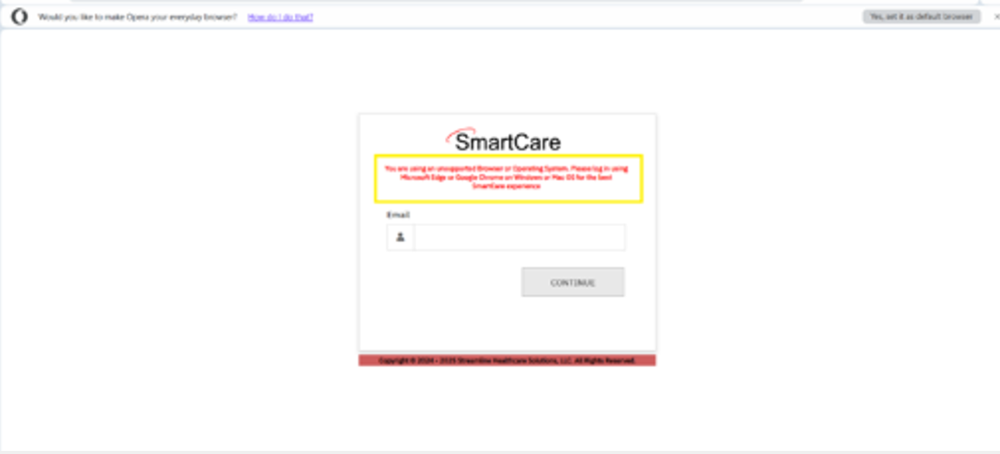 Would you like to make Opera your everyday browser? How do I do that?
Yes, set it as default browser
SmartCare
You are using an unsupported Browser or Operating System. Please log in using
Microsoft Edge or Google Chrome on Windows or Mac OS for the best
SmartCare experience
Email
CONTINUE
Copyright © 2024 - 2025 Streamline Healthcare Solutions, LLC. All Rights Reserved.